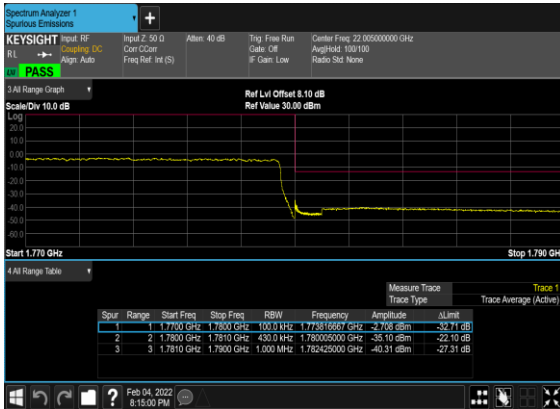 Spectrum Analyzer 1
Spurious Emissions
KEYSIGHT
RL
LNI PASS
Input: RF
Coupling: DC
Align: Auto
Input Z: 50 Ω
Corr CCorr
Freq Ref: Int (S)
Atten: 40 dB
Trig: Free Run
Gate: Off
IF Gain: Low
Center Freq: 22.005000000 GHz
Avg|Hold: 100/100
Radio Std: None
3 All Range Graph
Scale/Div 10.0 dB
Ref Lvl Offset 8.10 dB
Ref Value 30.00 dBm
Log
20.0
10.0
0.00
-10.0
-20.0
-30.0
-40.0
-50.0
-60.0
Start 1.770 GHz
Stop 1.790 GH
4 All Range Table
Measure Trace Trace 1
Trace Type Trace Average (Active)
Spur Range Start Freq Stop Freq RBW Frequency Amplitude ΔLimit
1 1 1.7700 GHz 1.7800 GHz 100.0 kHz 1.773816667 GHz -2.708 dBm -32.71 dB
2 2 1.7800 GHz 1.7810 GHz 430.0 kHz 1.780005000 GHz -35.10 dBm -22.10 dB
3 3 1.7810 GHz 1.7900 GHz 1.000 MHz 1.782425000 GHz -40.31 dBm -27.31 dB
Feb 04, 2022
8:15:00 PM